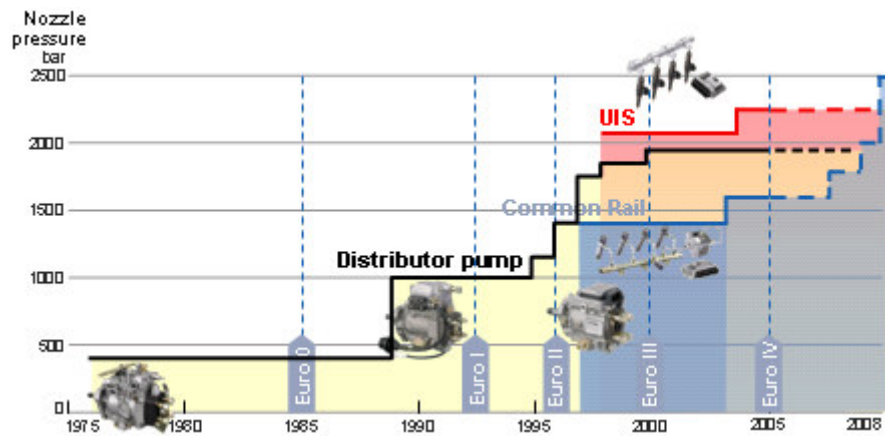 Nozzle
pressure
bar
2500
2000
1500
1000
500
0
UIS
Common Rail
Distributor pump
Euro 0
Euro I
Euro II
Euro III
Euro IV
1975
1980
1985
1990
1995
2000
2005
2008